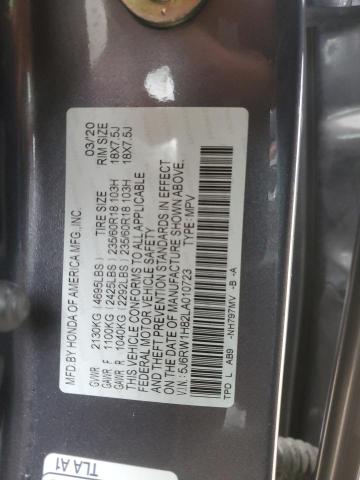 MFD.BY HONDA OF AMERICA MFG.,INC. 03/20
TIRE SIZE RIM SIZE
GVWR 2130KG ( 4695LBS )
GAWR F 1100KG ( 2425LBS ) 235/60R18 103H 18X7.5J
GAWR R 1040KG ( 2292LBS ) 235/60R18 103H 18X7.5J
THIS VEHICLE CONFORMS TO ALL APPLICABLE
FEDERAL MOTOR VEHICLE SAFETY
AND THEFT PREVENTION STANDARDS IN EFFECT
ON THE DATE OF MANUFACTURE SHOWN ABOVE.
V.I.N.: 5J6RW1H82LA010723 TYPE: MPV
TPD L AB9 -NH797MV -B -A
TLA A1